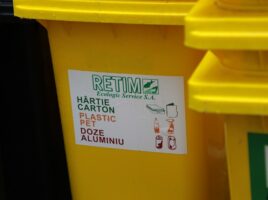 RETIM
Ecologic Service S.A.
HÂRTIE
CARTON
PLASTIC
PET
DOZE
ALUMINIU